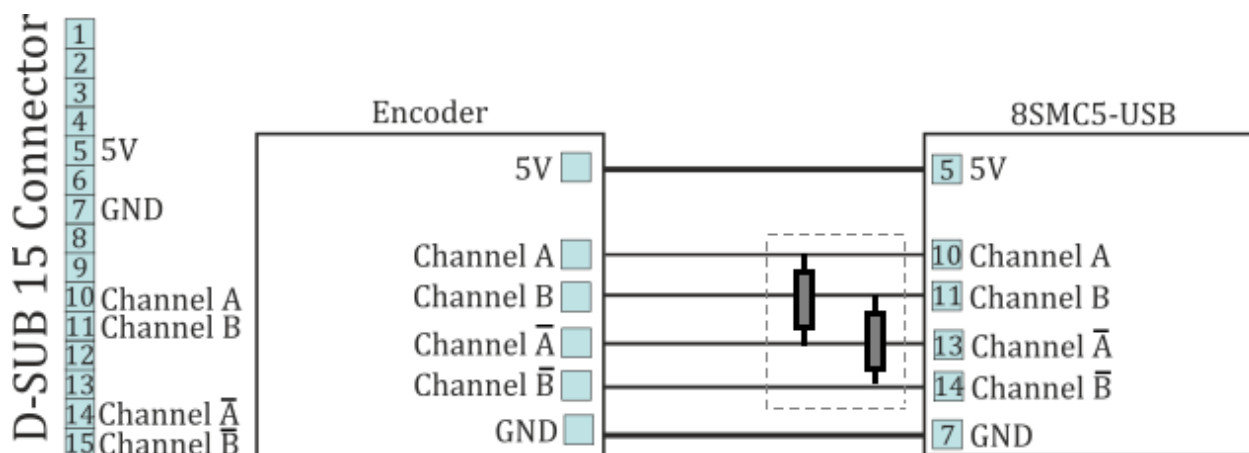 D-SUB 15 Connector
1
2
3
4
5 5V
6
7 GND
8
9
10 Channel A
11 Channel B
12
13
14 Channel A̅
15 Channel B̅
Encoder
5V
Channel A
Channel B
Channel A̅
Channel B̅
GND
8SMC5-USB
5 5V
10 Channel A
11 Channel B
13 Channel A̅
14 Channel B̅
7 GND